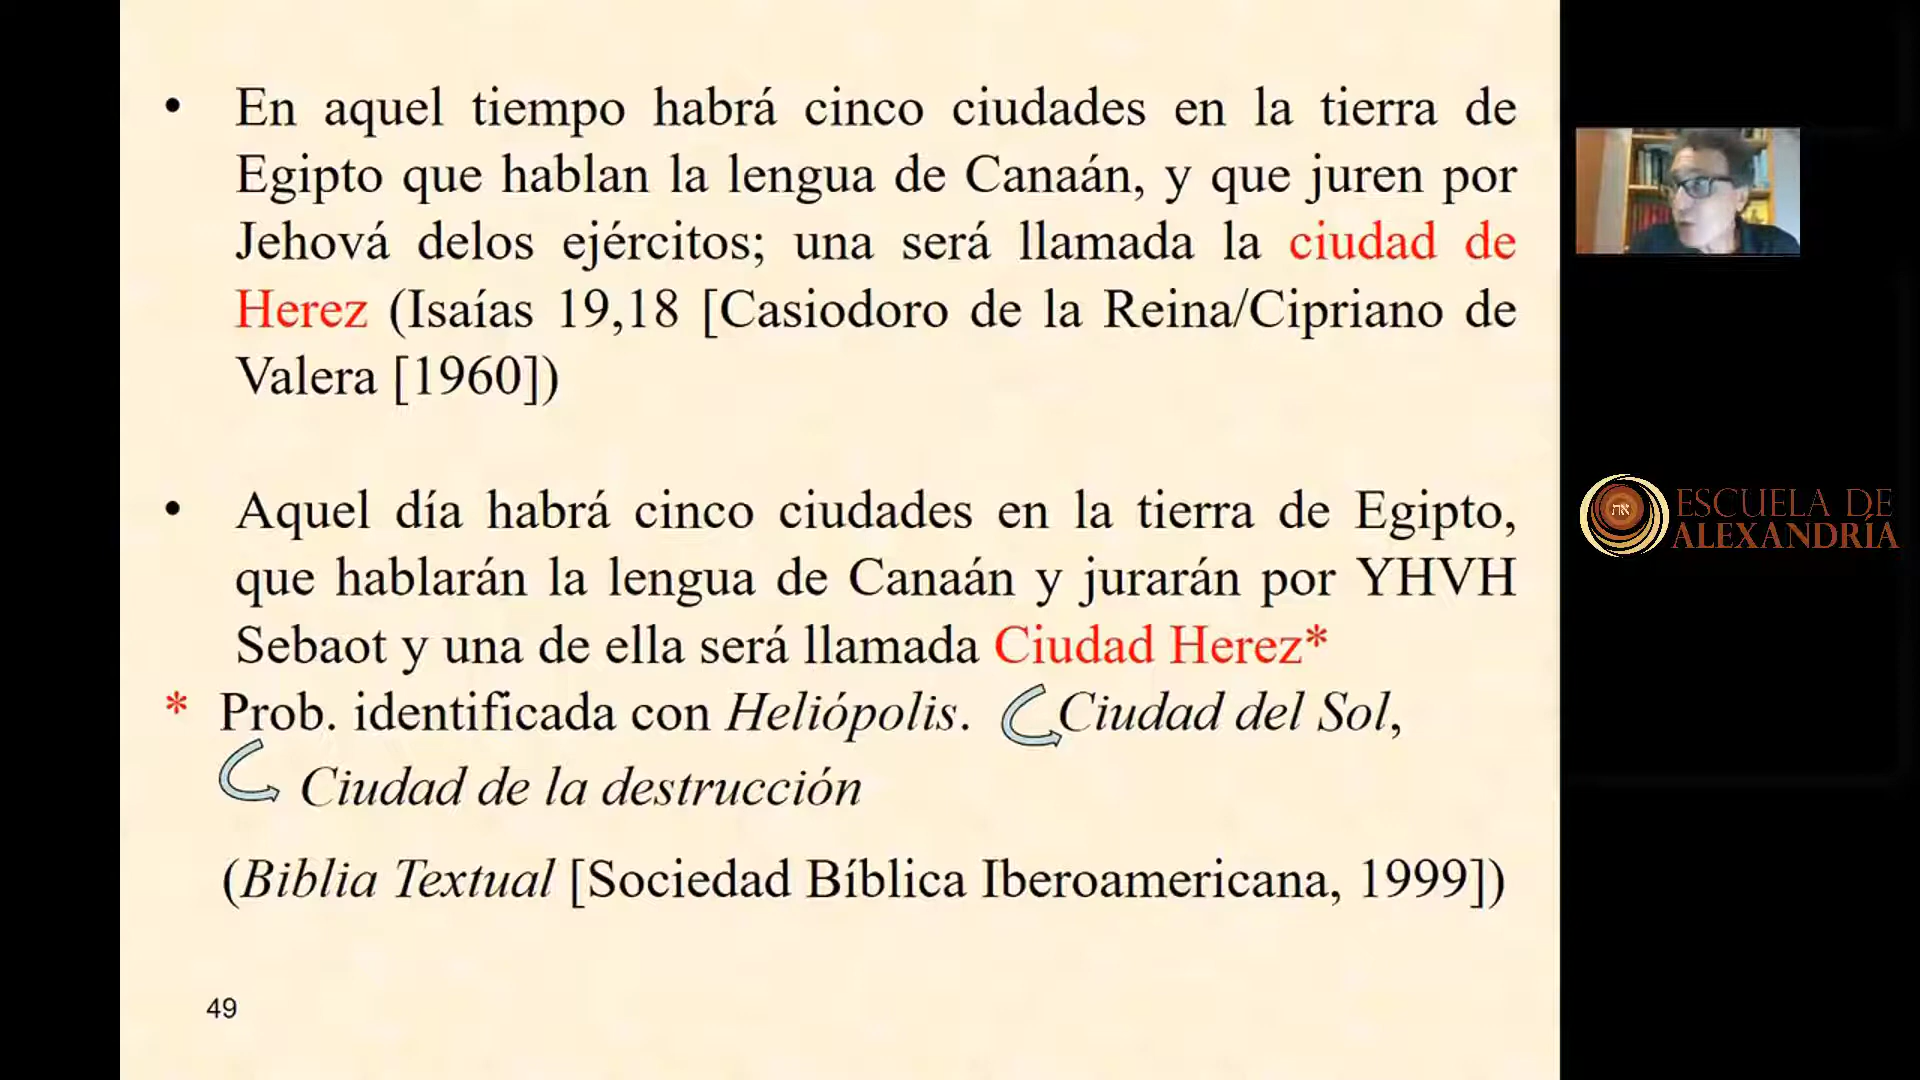 • En aquel tiempo habrá cinco ciudades en la tierra de
Egipto que hablan la lengua de Canaán, y que juren por
Jehová delos ejércitos; una será llamada la ciudad de
Herez (Isaías 19,18 [Casiodoro de la Reina/Cipriano de
Valera [1960])
• Aquel día habrá cinco ciudades en la tierra de Egipto,
que hablarán la lengua de Canaán y jurarán por YHVH
Sebaot y una de ella será llamada Ciudad Herez*
* Prob. identificada con Heliópolis. Ciudad del Sol,
Ciudad de la destrucción
(Biblia Textual [Sociedad Bíblica Iberoamericana, 1999])
49
את
ESCUELA DE
ALEXANDRÍA